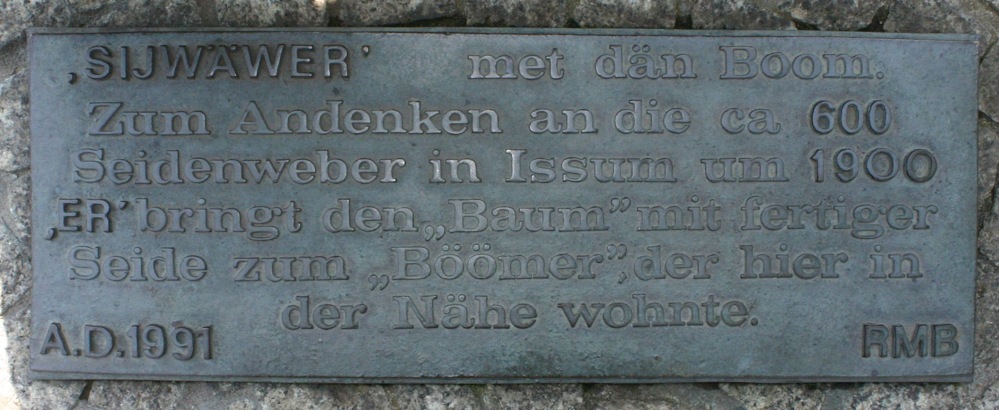 ‚SIJWÄWER’ met dän Boom.
Zum Andenken an die ca 600
Seidenweber in Issum um 1900
‚ER’ bringt den „Baum” mit fertiger
Seide zum „Böömer”, der hier in
der Nähe wohnte.
A.D.1991 RMB